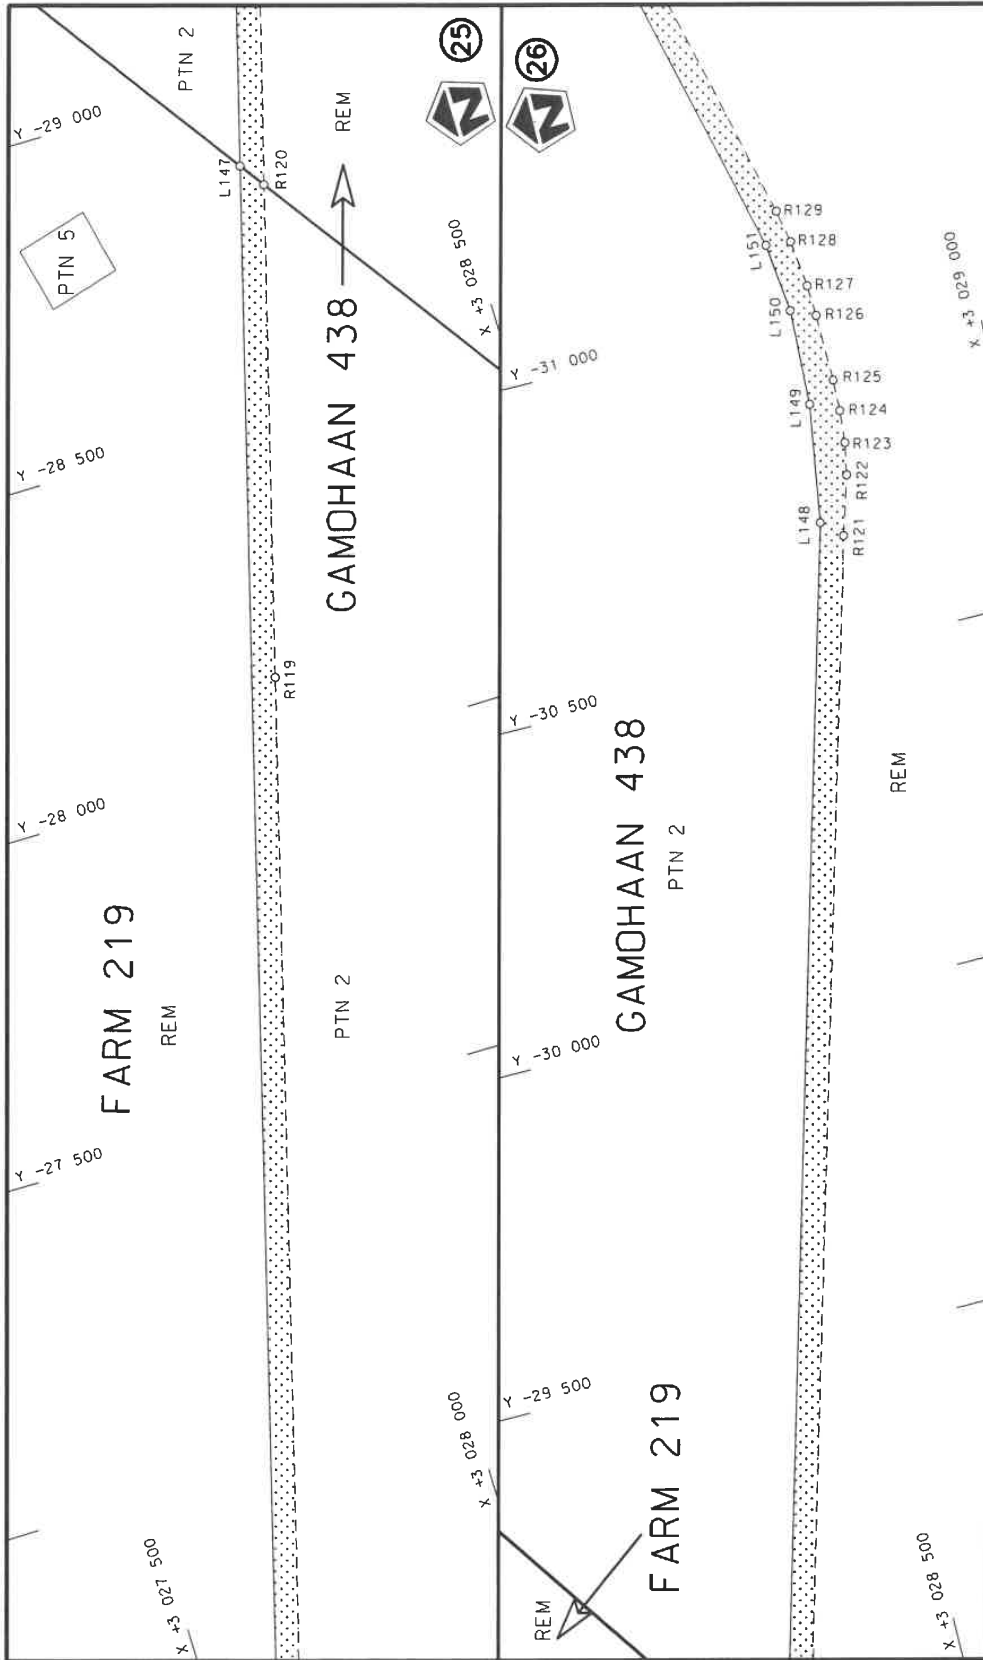 25
Y -29 000
PTN 2
PTN 5
L147
R120
REM
X +3 028 500
Y -28 500
GAMOHAAN 438
R119
Y -28 000
FARM 219
REM
PTN 2
Y -27 500
X +3 028 000
X +3 027 500
26
N
N
R129
R128
L151
R127
L150
R126
X +3 029 000
Y -31 000
R125
L149
R124
R123
R122
L148
R121
Y -30 500
GAMOHAAN 438
PTN 2
REM
Y -30 000
Y -29 500
FARM 219
REM
X +3 028 500